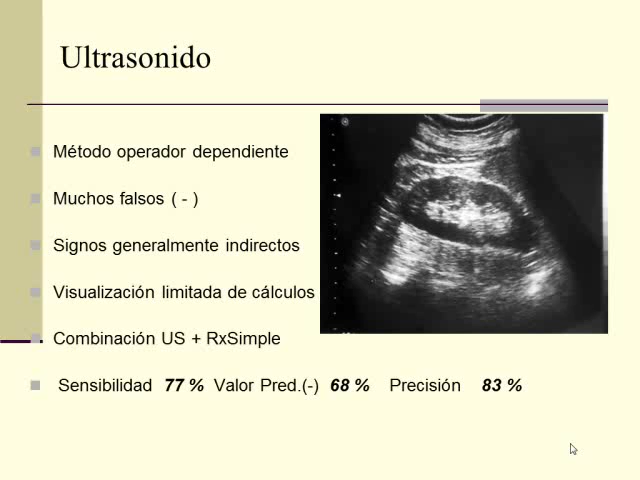 Ultrasonido
Método operador dependiente
Muchos falsos ( - )
Signos generalmente indirectos
Visualización limitada de cálculos
Combinación US + RxSimple
Sensibilidad 77 % Valor Pred.(-) 68 % Precisión 83 %